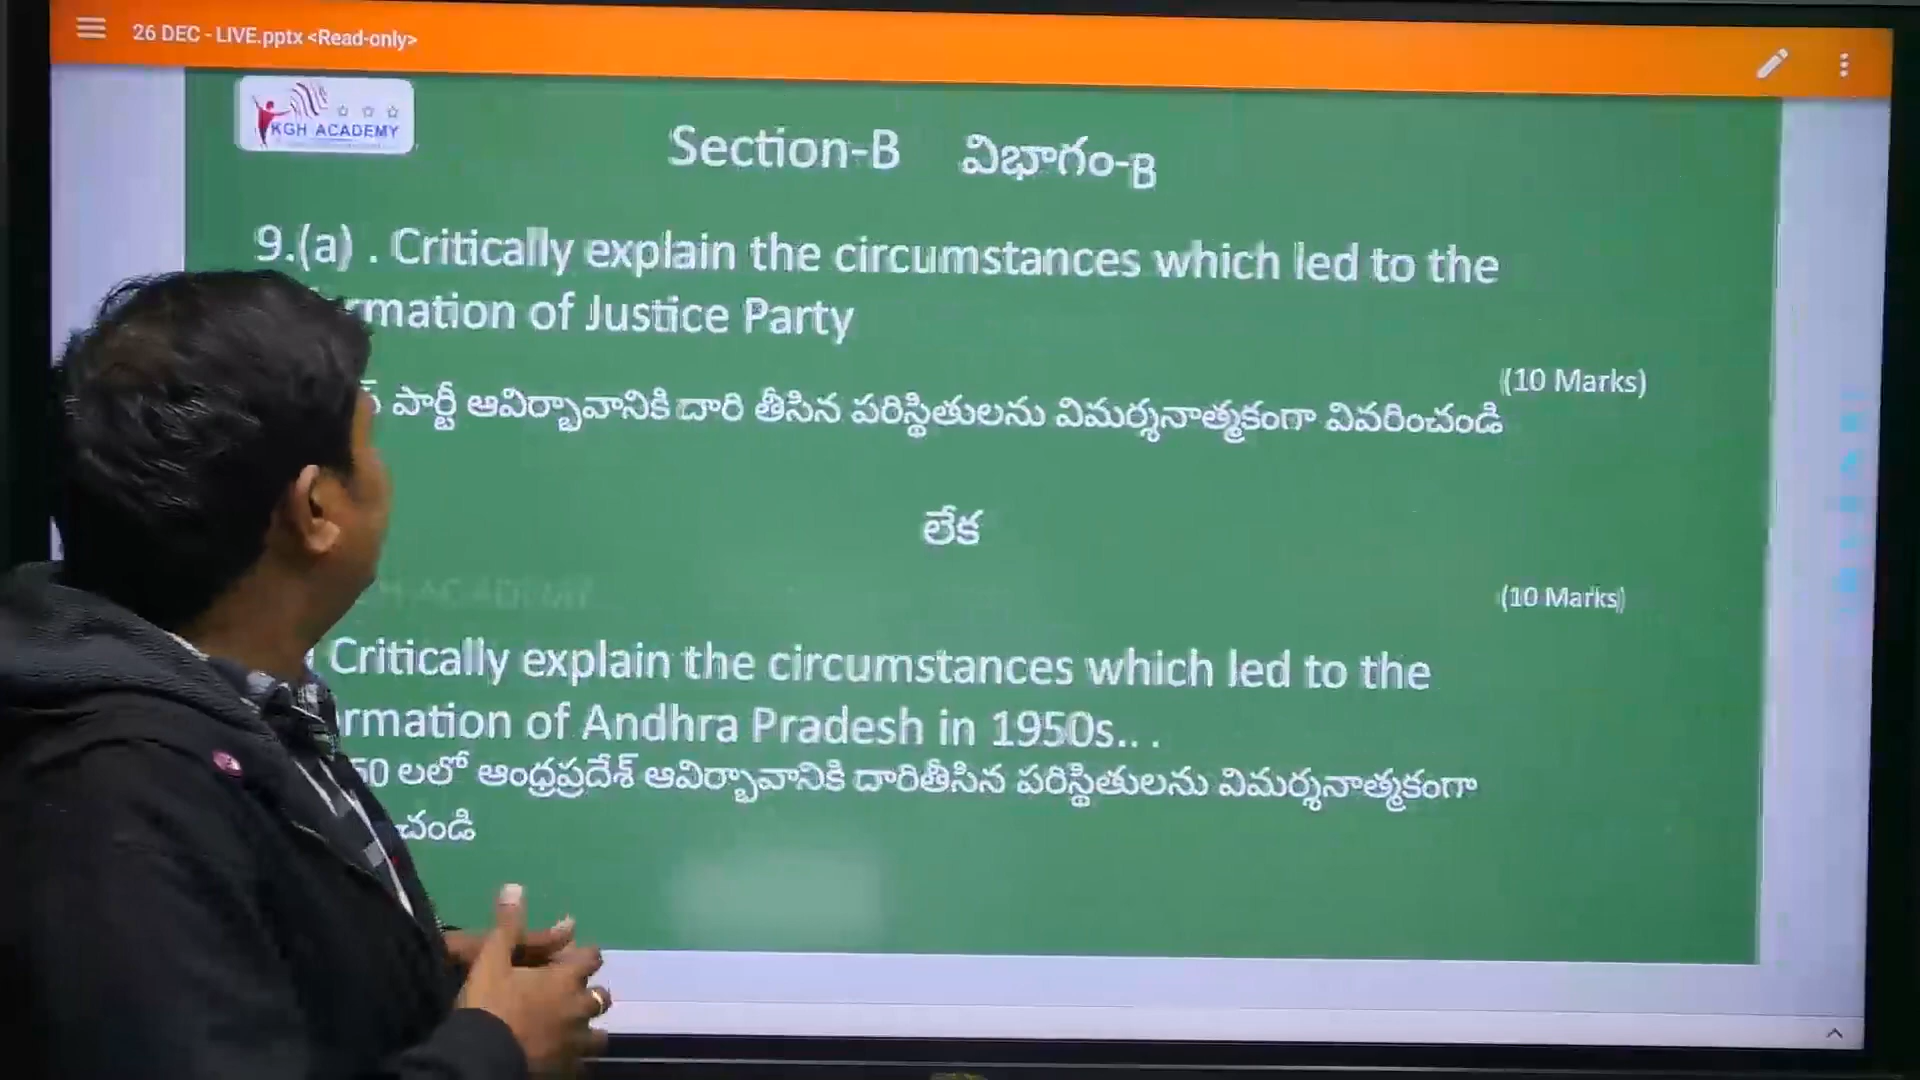 26 DEC - LIVE.pptx <Read-only>
KGH ACADEMY
Section-B విభాగం-B
9.(a) . Critically explain the circumstances which led to the
rmation of Justice Party
(10 Marks)
పార్టీ ఆవిర్భావానికి దారి తీసిన పరిస్థితులను విమర్శనాత్మకంగా వివరించండి
లేక
(10 Marks)
Critically explain the circumstances which led to the
ormation of Andhra Pradesh in 1950s.. .
50 లలో ఆంధ్రప్రదేశ్ ఆవిర్భావానికి దారితీసిన పరిస్థితులను విమర్శనాత్మకంగా
చండి